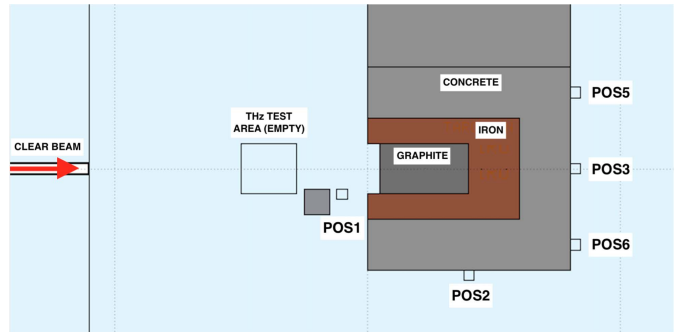 CONCRETE
POS5
THz TEST
AREA (EMPTY)
IRON
CLEAR BEAM
GRAPHITE
POS3
POS1
POS6
POS2